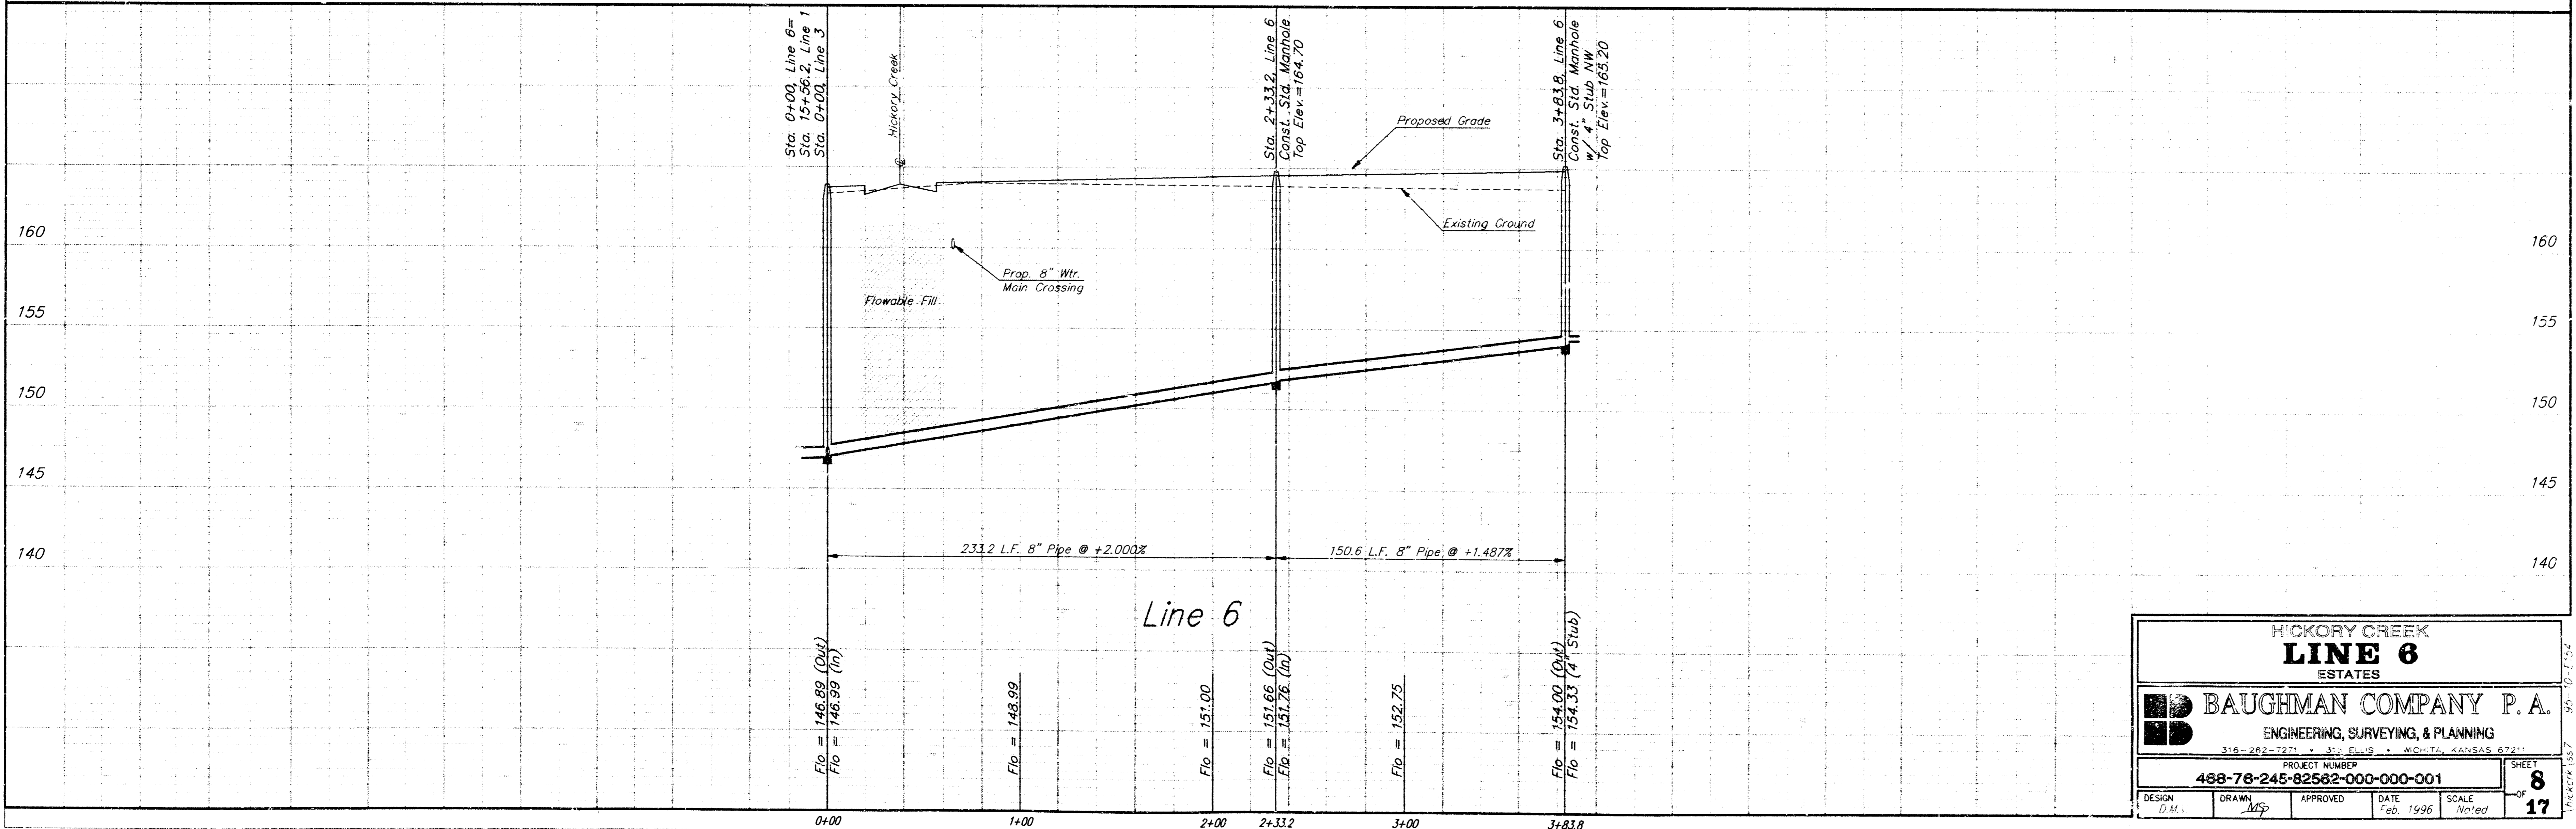 Sta. 0+00, Line 6=
Sta. 15+56.2, Line 1
Sta. 0+00, Line 3
Hickory Creek
Sta. 2+33.2, Line 6
Const. Std. Manhole
Top Elev.=164.70
Sta. 3+83.8, Line 6
Const. Std. Manhole
w/ 4" Stub NW
Top Elev.=165.20
Proposed Grade
Existing Ground
Prop. 8" Wtr.
Main Crossing
Flowable Fill
160
155
150
145
140
160
155
150
145
140
233.2 L.F. 8" Pipe @ +2.000%
150.6 L.F. 8" Pipe @ +1.487%
Line 6
Flo = 146.89 (Out)
Flo = 146.99 (In)
Flo = 148.99
Flo = 151.00
Flo = 151.66 (Out)
Flo = 151.76 (In)
Flo = 152.75
Flo = 154.00 (Out)
Flo = 154.33 (4" Stub)
0+00
1+00
2+00
2+33.2
3+00
3+83.8
HICKORY CREEK
LINE 6
ESTATES
BAUGHMAN COMPANY P. A.
ENGINEERING, SURVEYING, & PLANNING
316-262-7271 • ELLIS • WICHITA, KANSAS 67211
PROJECT NUMBER
468-76-245-82562-000-000-001
SHEET
8
OF
17
DESIGN
D.M.
DRAWN
MSP
APPROVED
DATE
Feb. 1996
SCALE
Noted